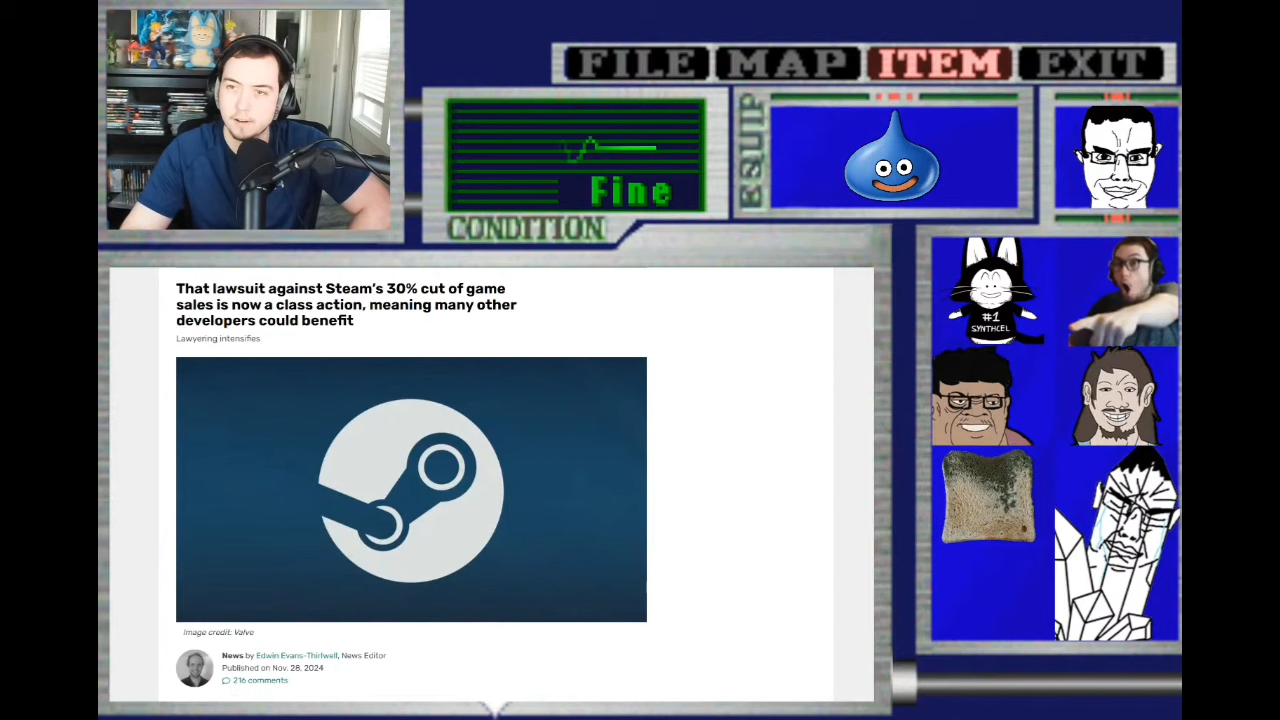 FILE MAP ITEM EXIT
Fine
CONDITION
#1
SYNTHCEL
That lawsuit against Steam's 30% cut of game
sales is now a class action, meaning many other
developers could benefit
Lawyering intensifies
Image credit: Valve
News by Edwin Evans-Thirlwell, News Editor
Published on Nov. 28, 2024
216 comments